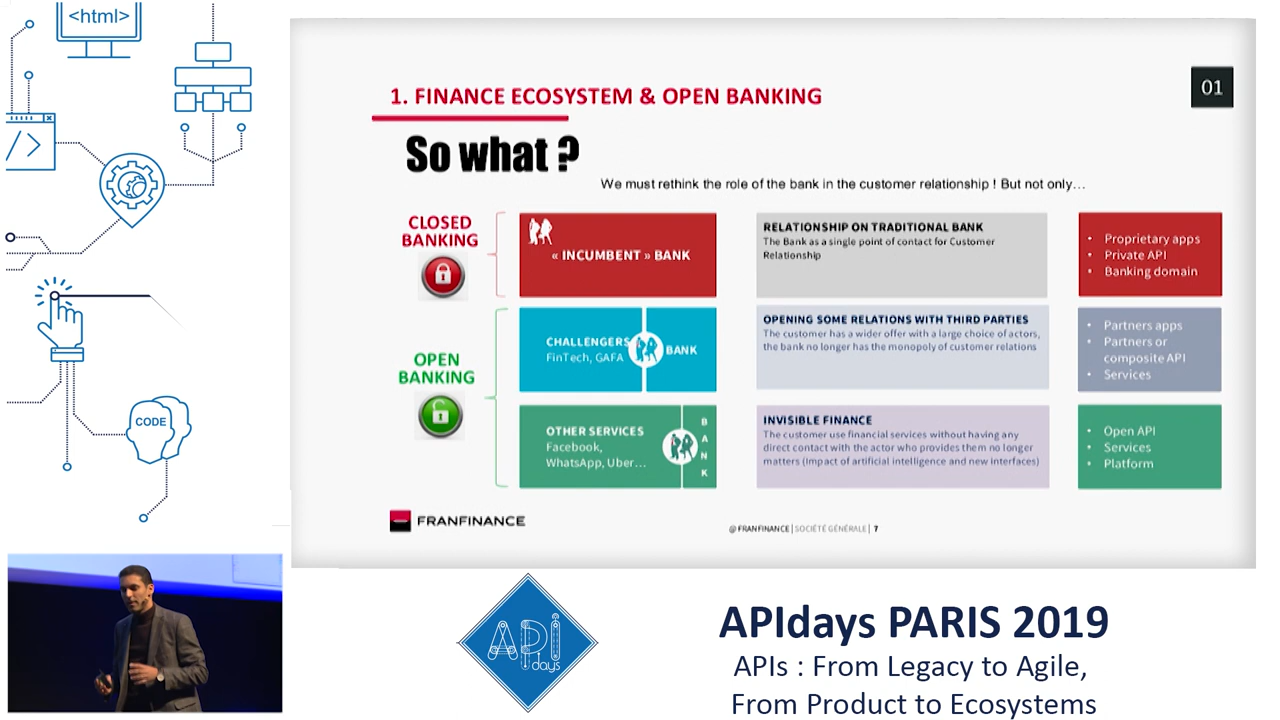 <html>
</>
CODE
1. FINANCE ECOSYSTEM & OPEN BANKING
01
So what ?
We must rethink the role of the bank in the customer relationship ! But not only...
CLOSED
BANKING
« INCUMBENT » BANK
RELATIONSHIP ON TRADITIONAL BANK
The Bank as a single point of contact for Customer
Relationship
• Proprietary apps
• Private API
• Banking domain
OPEN
BANKING
CHALLENGERS
FinTech, GAFA
BANK
OPENING SOME RELATIONS WITH THIRD PARTIES
The customer has a wider offer with a large choice of actors,
the bank no longer has the monopoly of customer relations
• Partners apps
• Partners or
composite API
• Services
OTHER SERVICES
Facebook,
WhatsApp, Uber...
B
A
N
K
INVISIBLE FINANCE
The customer use financial services without having any
direct contact with the actor who provides them no longer
matters (impact of artificial intelligence and new interfaces)
• Open API
• Services
• Platform
FRANFINANCE
@ FRANFINANCE | SOCIÉTÉ GÉNÉRALE | 7
API
days
APIdays PARIS 2019
APIs : From Legacy to Agile,
From Product to Ecosystems